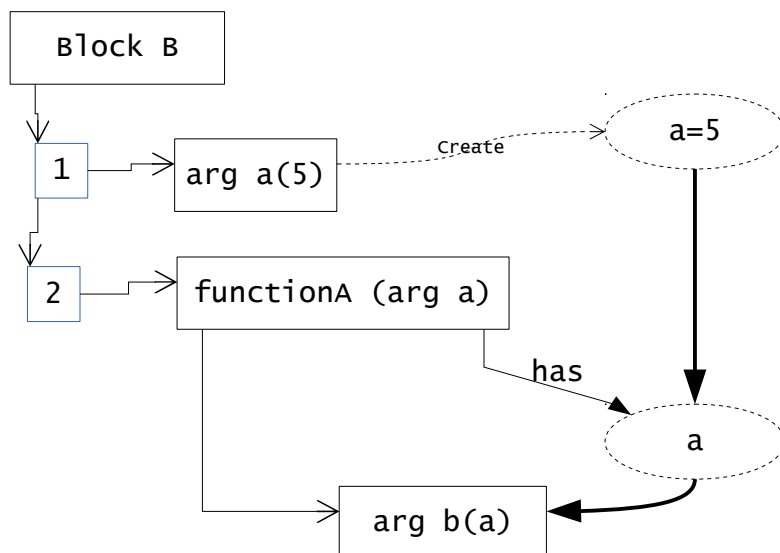 Block B
1
arg a(5)
Create
a=5
2
functionA (arg a)
has
a
arg b(a)